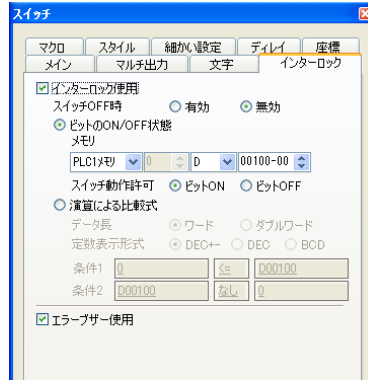 スイッチ
マクロ スタイル 細かい設定 ディレイ 座標
メイン マルチ出力 文字 インターロック
インターロック使用
スイッチOFF時 有効 無効
ビットのON/OFF状態
メモリ
PLC1メモリ 0 D 00100-00
スイッチ動作許可 ビットON ビットOFF
演算による比較式
データ長 ワード ダブルワード
定数表示形式 DEC+- DEC BCD
条件1 0 <= D00100
条件2 D00100 なし 0
エラーブザー使用